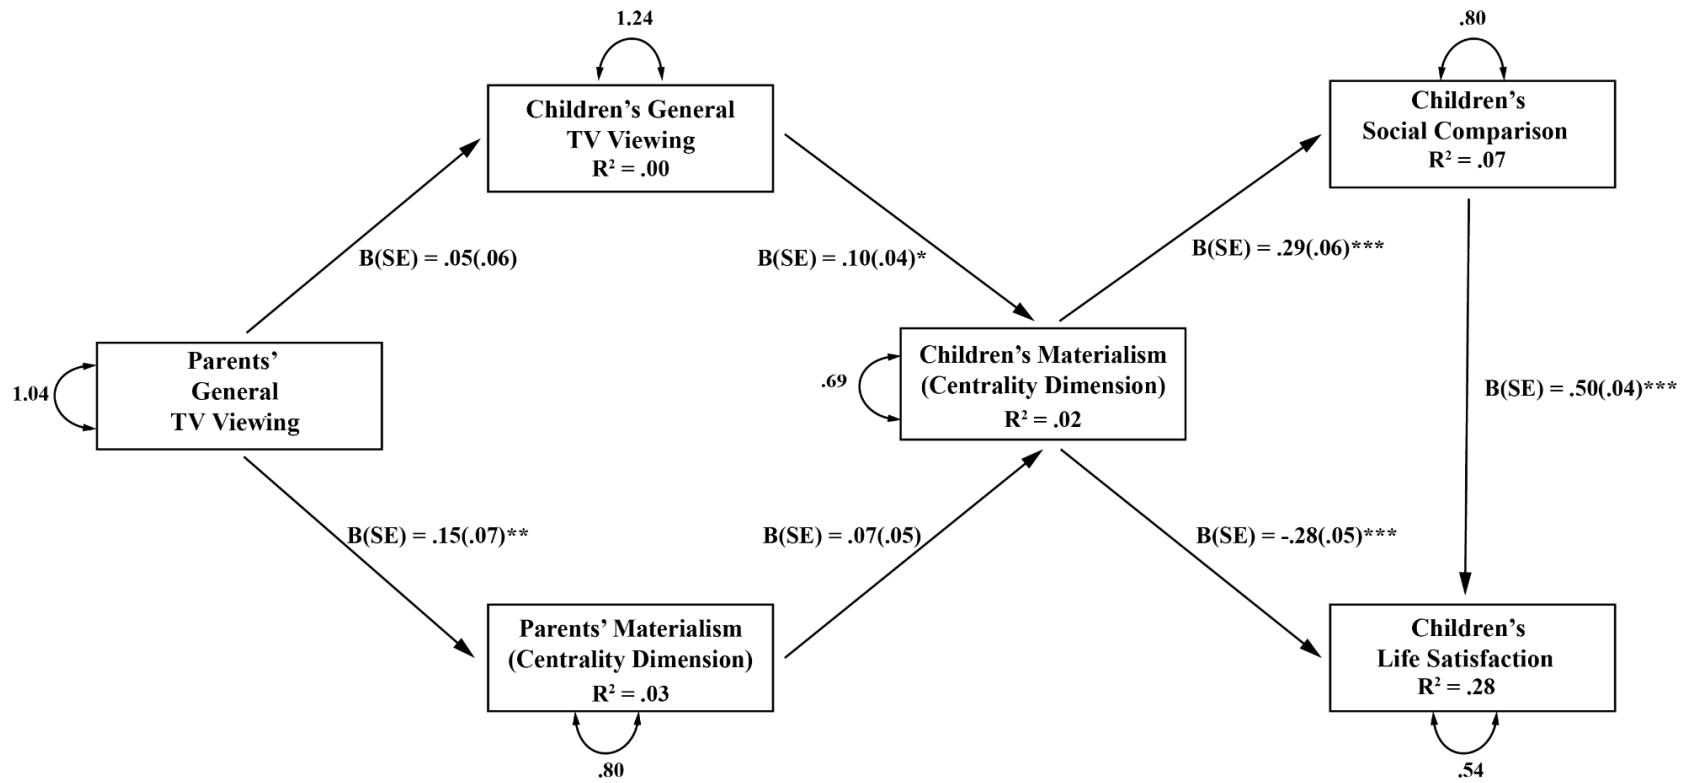 1.24
Children’s General
TV Viewing
R² = .00
.80
Children’s
Social Comparison
R² = .07
B(SE) = .05(.06)
B(SE) = .10(.04)*
B(SE) = .29(.06)***
1.04
Parents’
General
TV Viewing
.69
Children’s Materialism
(Centrality Dimension)
R² = .02
B(SE) = .50(.04)***
B(SE) = .15(.07)**
B(SE) = .07(.05)
B(SE) = -.28(.05)***
Parents’ Materialism
(Centrality Dimension)
R² = .03
.80
Children’s
Life Satisfaction
R² = .28
.54